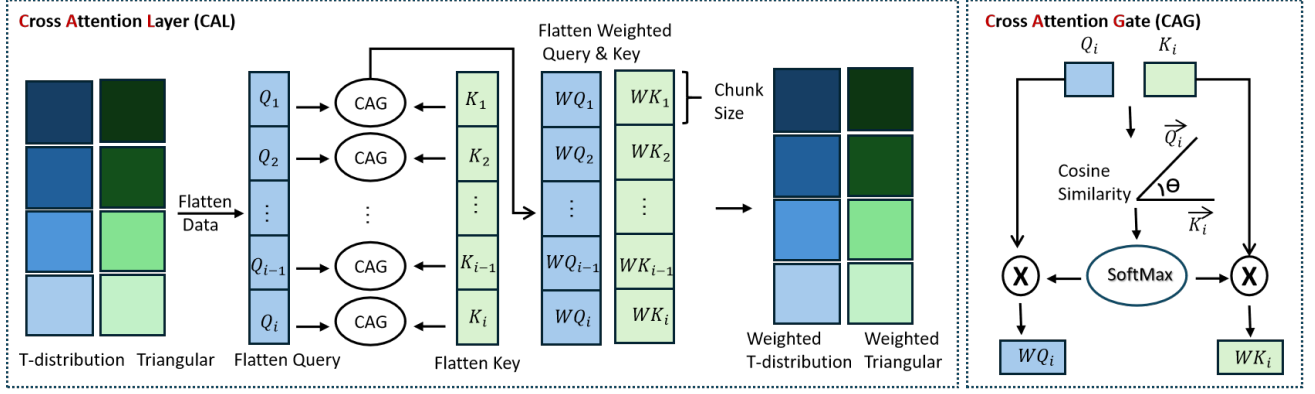 Cross Attention Layer (CAL)
T-distribution
Triangular
Flatten
Data
Q₁
Q₂
⋮
Qᵢ₋₁
Qᵢ
Flatten Query
CAG
CAG
⋮
CAG
CAG
K₁
K₂
⋮
Kᵢ₋₁
Kᵢ
Flatten Key
Flatten Weighted
Query & Key
WQ₁
WQ₂
⋮
WQᵢ₋₁
WQᵢ
WK₁
WK₂
⋮
WKᵢ₋₁
WKᵢ
Chunk
Size
Weighted
T-distribution
Weighted
Triangular
Cross Attention Gate (CAG)
Qᵢ
Kᵢ
Cosine
Similarity
Qᵢ
θ
Kᵢ
X
SoftMax
X
WQᵢ
WKᵢ